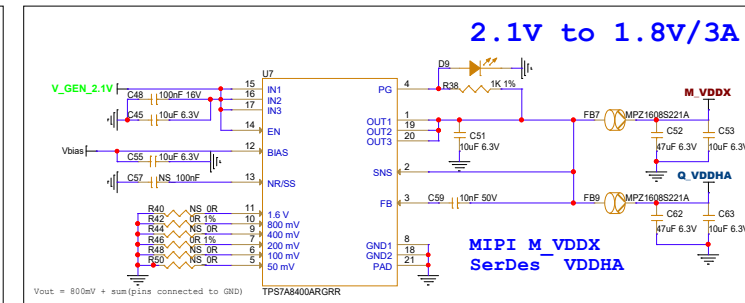 2.1V to 1.8V/3A
U7
D9
V_GEN_2.1V
15 IN1
16 IN2
17 IN3
C48 100nF 16V
C45 10uF 6.3V
14 EN
Vbias
12 BIAS
C55 10uF 6.3V
C57 NS_100nF
13 NR/SS
R40 NS_0R 11 1.6 V
R42 0R 1% 10 800 mV
R44 NS_0R 9 400 mV
R46 0R 1% 7 200 mV
R48 NS_0R 6 100 mV
R50 NS_0R 5 50 mV
PG 4
R38 1K 1%
OUT1 1
OUT2 19
OUT3 20
C51
10uF 6.3V
SNS 2
FB 3
C59 10nF 50V
GND1 8
GND2 18
PAD 21
TPS7A8400ARGRR
FB7 MPZ1608S221A
M_VDDX
C52
47uF 6.3V
C53
10uF 6.3V
Q_VDDHA
FB9 MPZ1608S221A
C62
47uF 6.3V
C63
10uF 6.3V
MIPI M_VDDX
SerDes VDDHA
Vout = 800mV + sum(pins connected to GND)